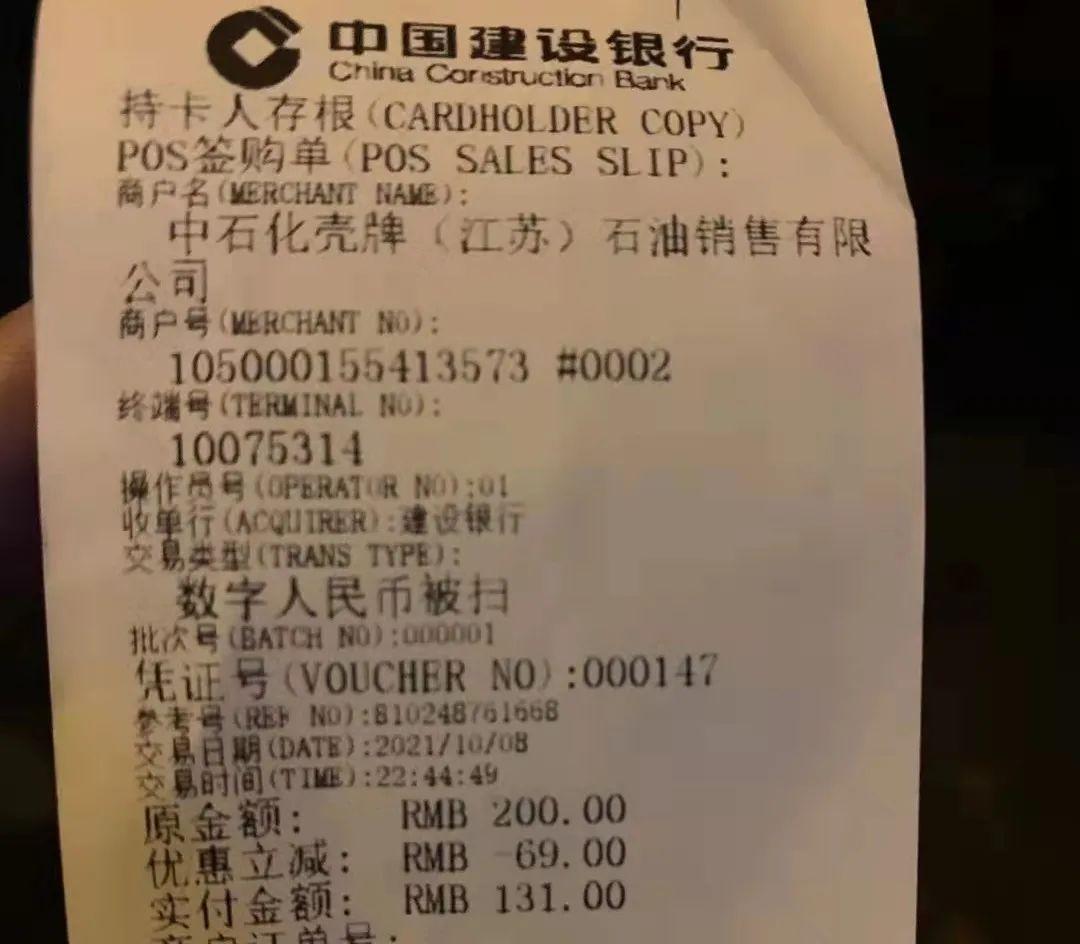 中国建设银行
China Construction Bank
持卡人存根(CARDHOLDER COPY)
POS签购单(POS SALES SLIP):
商户名(MERCHANT NAME):
中石化壳牌（江苏）石油销售有限
公司
商户号(MERCHANT NO):
105000155413573 #0002
终端号(TERMINAL NO):
10075314
操作员号(OPERATOR NO):01
收单行(ACQUIRER):建设银行
交易类型(TRANS TYPE):
数字人民币被扫
批次号(BATCH NO):000001
凭证号(VOUCHER NO):000147
参考号(REF NO):810248761668
交易日期(DATE):2021/10/08
交易时间(TIME):22:44:49
原金额: RMB 200.00
优惠立减: RMB -69.00
实付金额: RMB 131.00
商户订单号: